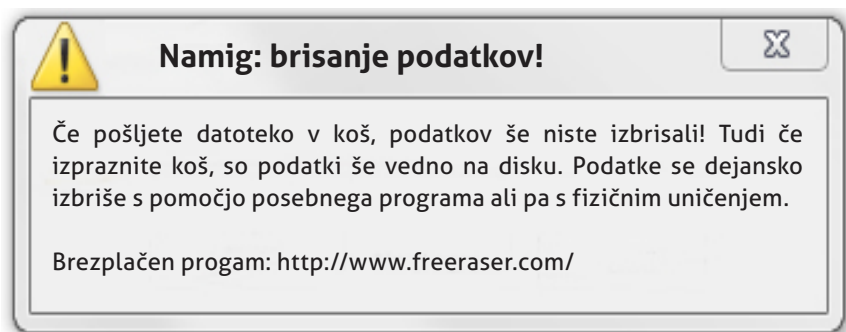 Namig: brisanje podatkov!
Če pošljete datoteko v koš, podatkov še niste izbrisali! Tudi če
izpraznite koš, so podatki še vedno na disku. Podatke se dejansko
izbriše s pomočjo posebnega programa ali pa s fizičnim uničenjem.
Brezplačen progam: http://www.freeraser.com/